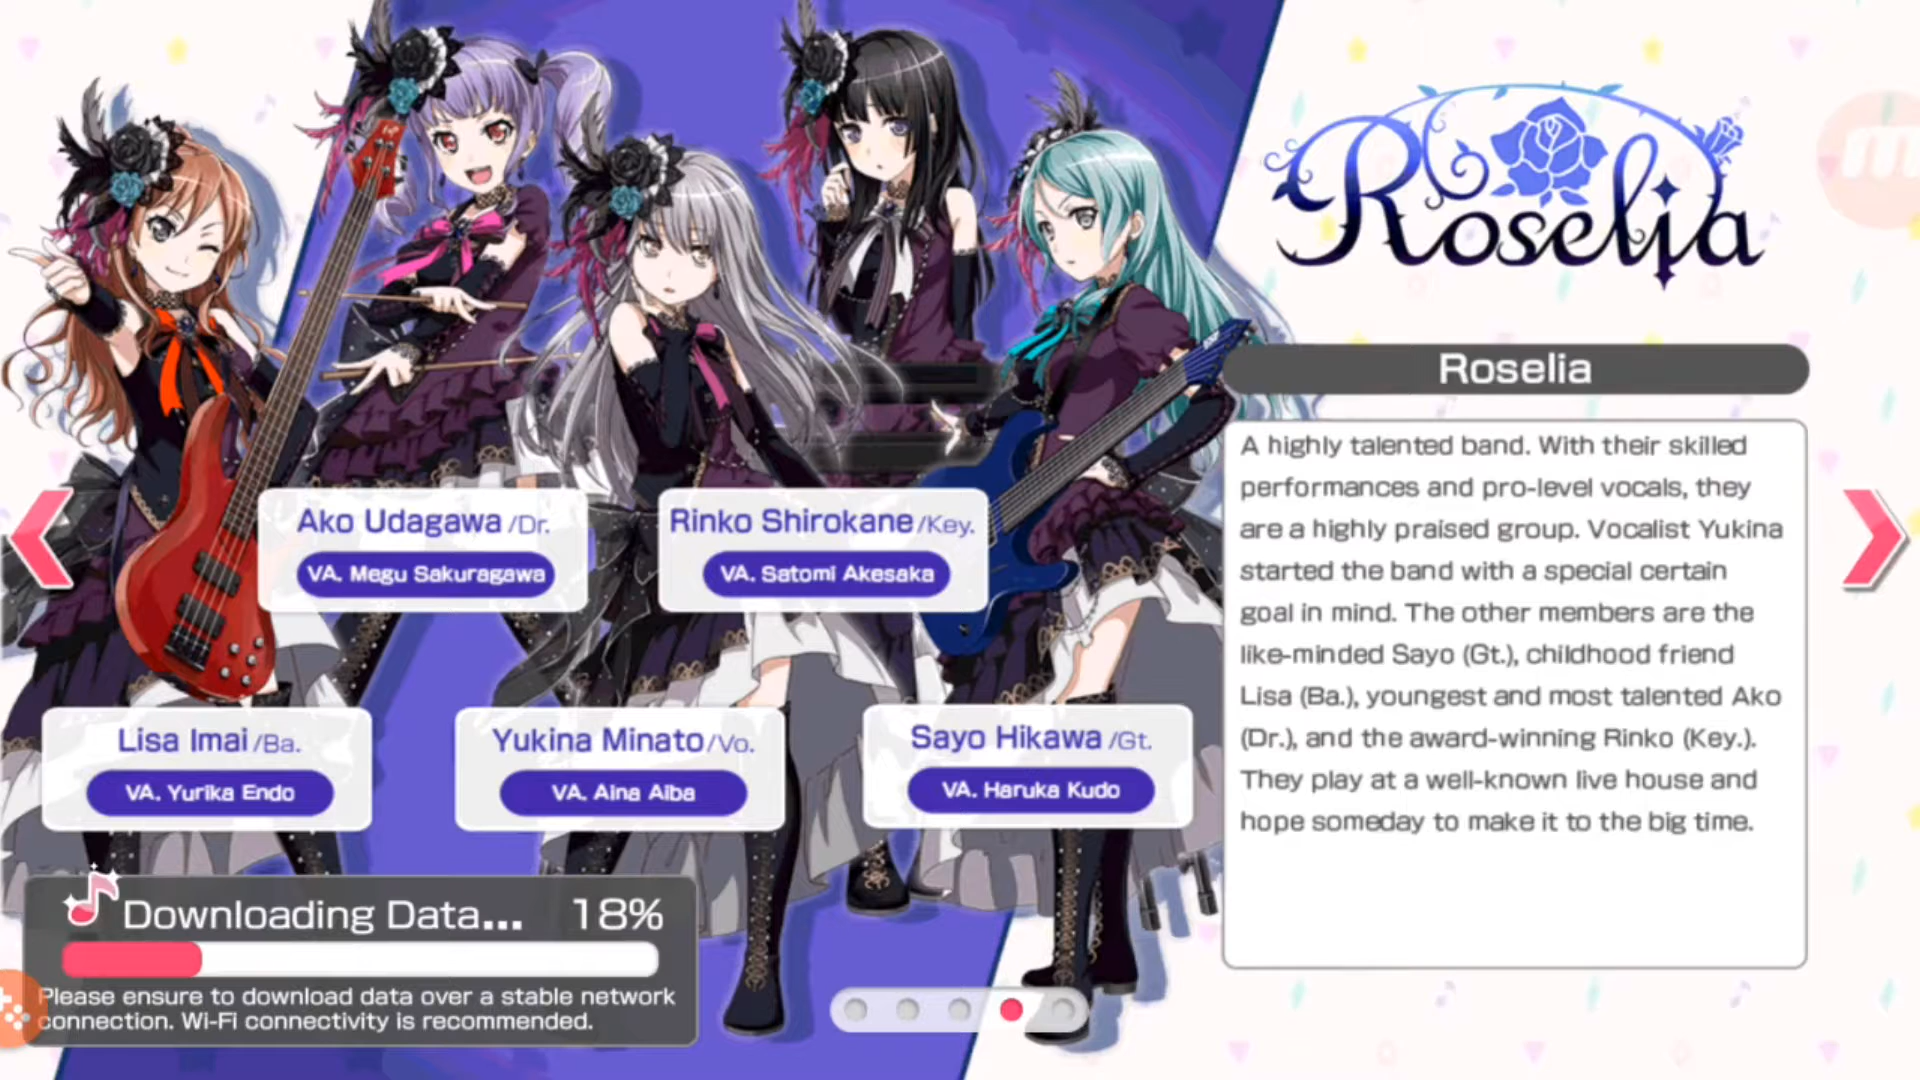 Roselia
Roselia
A highly talented band. With their skilled
performances and pro-level vocals, they
are a highly praised group. Vocalist Yukina
started the band with a special certain
goal in mind. The other members are the
like-minded Sayo (Gt.), childhood friend
Lisa (Ba.), youngest and most talented Ako
(Dr.), and the award-winning Rinko (Key.).
They play at a well-known live house and
hope someday to make it to the big time.
Ako Udagawa /Dr.
VA. Megu Sakuragawa
Rinko Shirokane /Key.
VA. Satomi Akesaka
Lisa Imai /Ba.
VA. Yurika Endo
Yukina Minato /Vo.
VA. Aina Aiba
Sayo Hikawa /Gt.
VA. Haruka Kudo
Downloading Data... 18%
Please ensure to download data over a stable network
connection. Wi-Fi connectivity is recommended.